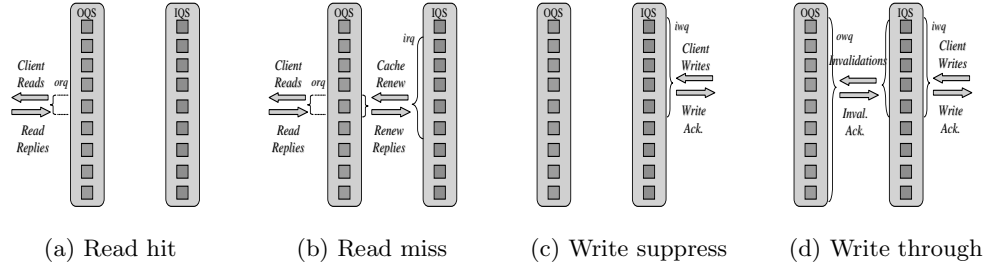 OQS
IQS
Client
Reads
orq
Read
Replies
(a) Read hit
OQS
IQS
irq
Client
Reads
orq
Cache
Renew
Read
Replies
Renew
Replies
(b) Read miss
OQS
IQS
iwq
Client
Writes
Write
Ack.
(c) Write suppress
OQS
IQS
owq
iwq
Invalidations
Client
Writes
Inval.
Ack.
Write
Ack.
(d) Write through